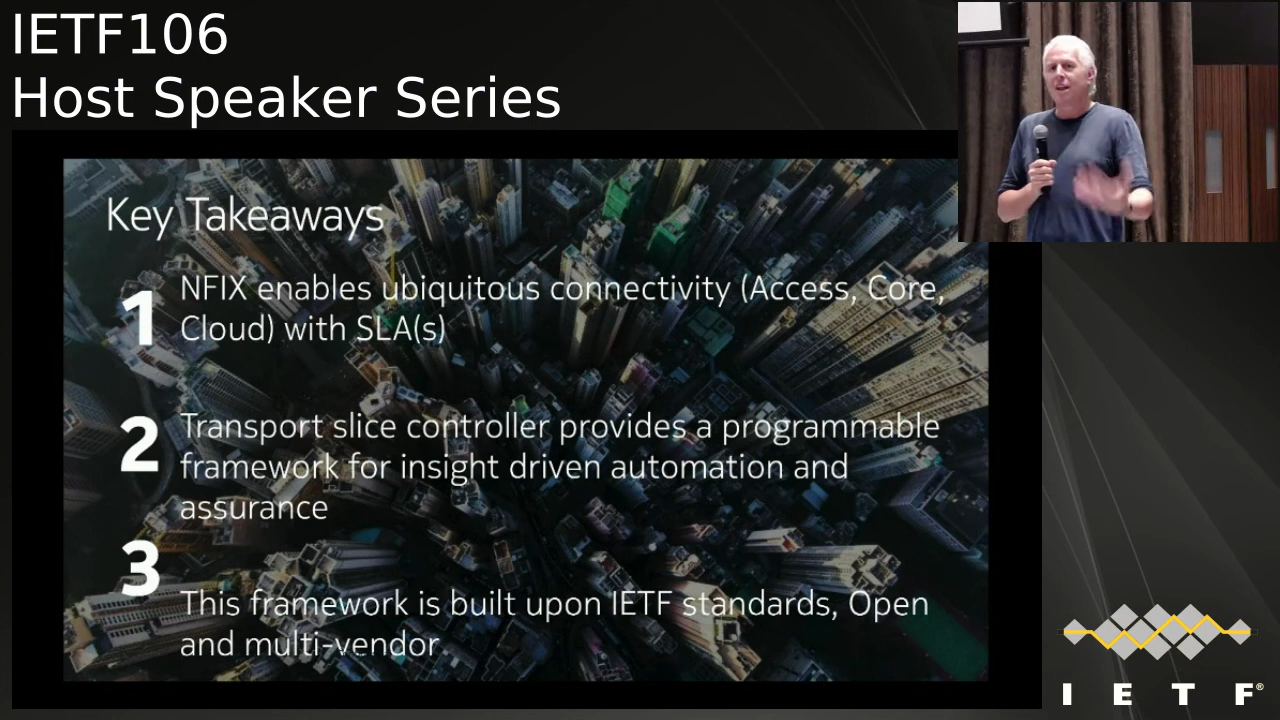 IETF106
Host Speaker Series
Key Takeaways
1
NFIX enables ubiquitous connectivity (Access, Core,
Cloud) with SLA(s)
2
Transport slice controller provides a programmable
framework for insight driven automation and
assurance
3
This framework is built upon IETF standards, Open
and multi-vendor
I E T F®